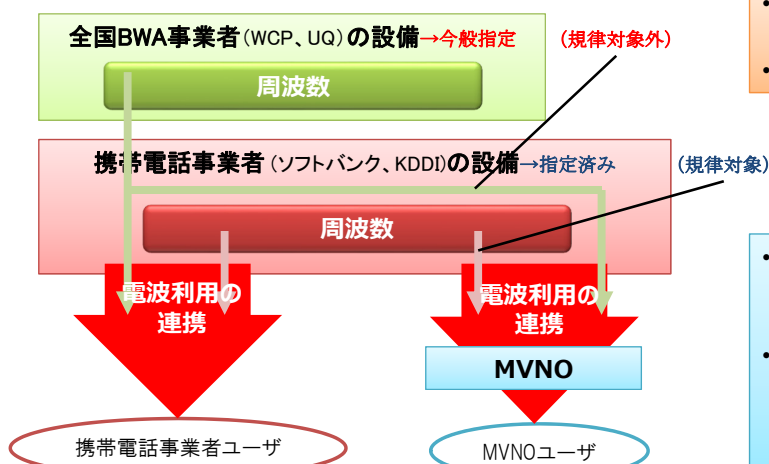 全国BWA事業者(WCP、UQ)の設備→今般指定
(規律対象外)
周波数
携帯電話事業者(ソフトバンク、KDDI)の設備→指定済み
(規律対象)
周波数
電波利用の
連携
電波利用の
連携
MVNO
携帯電話事業者ユーザ
MVNOユーザ